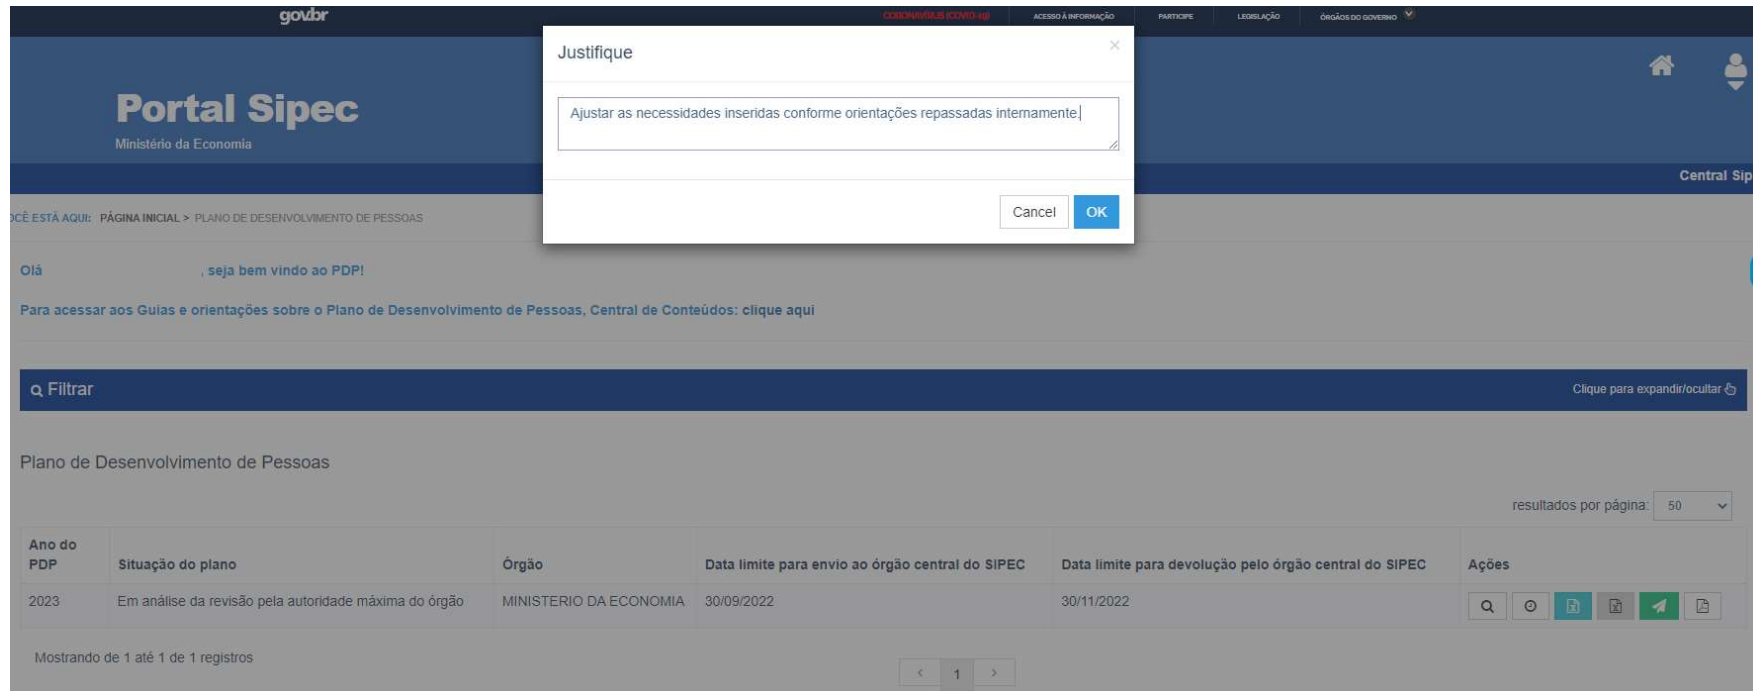 gov.br
CORONAVÍRUS (COVID-19) ACESSO À INFORMAÇÃO PARTICIPE LEGISLAÇÃO ÓRGÃOS DO GOVERNO
Justifique ×
Portal Sipec
Ministério da Economia
Ajustar as necessidades inseridas conforme orientações repassadas internamente.
Cancel OK
Central Sip
OCÊ ESTÁ AQUI: PÁGINA INICIAL > PLANO DE DESENVOLVIMENTO DE PESSOAS
Olá , seja bem vindo ao PDP!
Para acessar aos Guias e orientações sobre o Plano de Desenvolvimento de Pessoas, Central de Conteúdos: clique aqui
Filtrar Clique para expandir/ocultar
Plano de Desenvolvimento de Pessoas
resultados por página: 50
Ano do
PDP Situação do plano Órgão Data limite para envio ao órgão central do SIPEC Data limite para devolução pelo órgão central do SIPEC Ações
2023 Em análise da revisão pela autoridade máxima do órgão MINISTERIO DA ECONOMIA 30/09/2022 30/11/2022
Mostrando de 1 até 1 de 1 registros
< 1 >